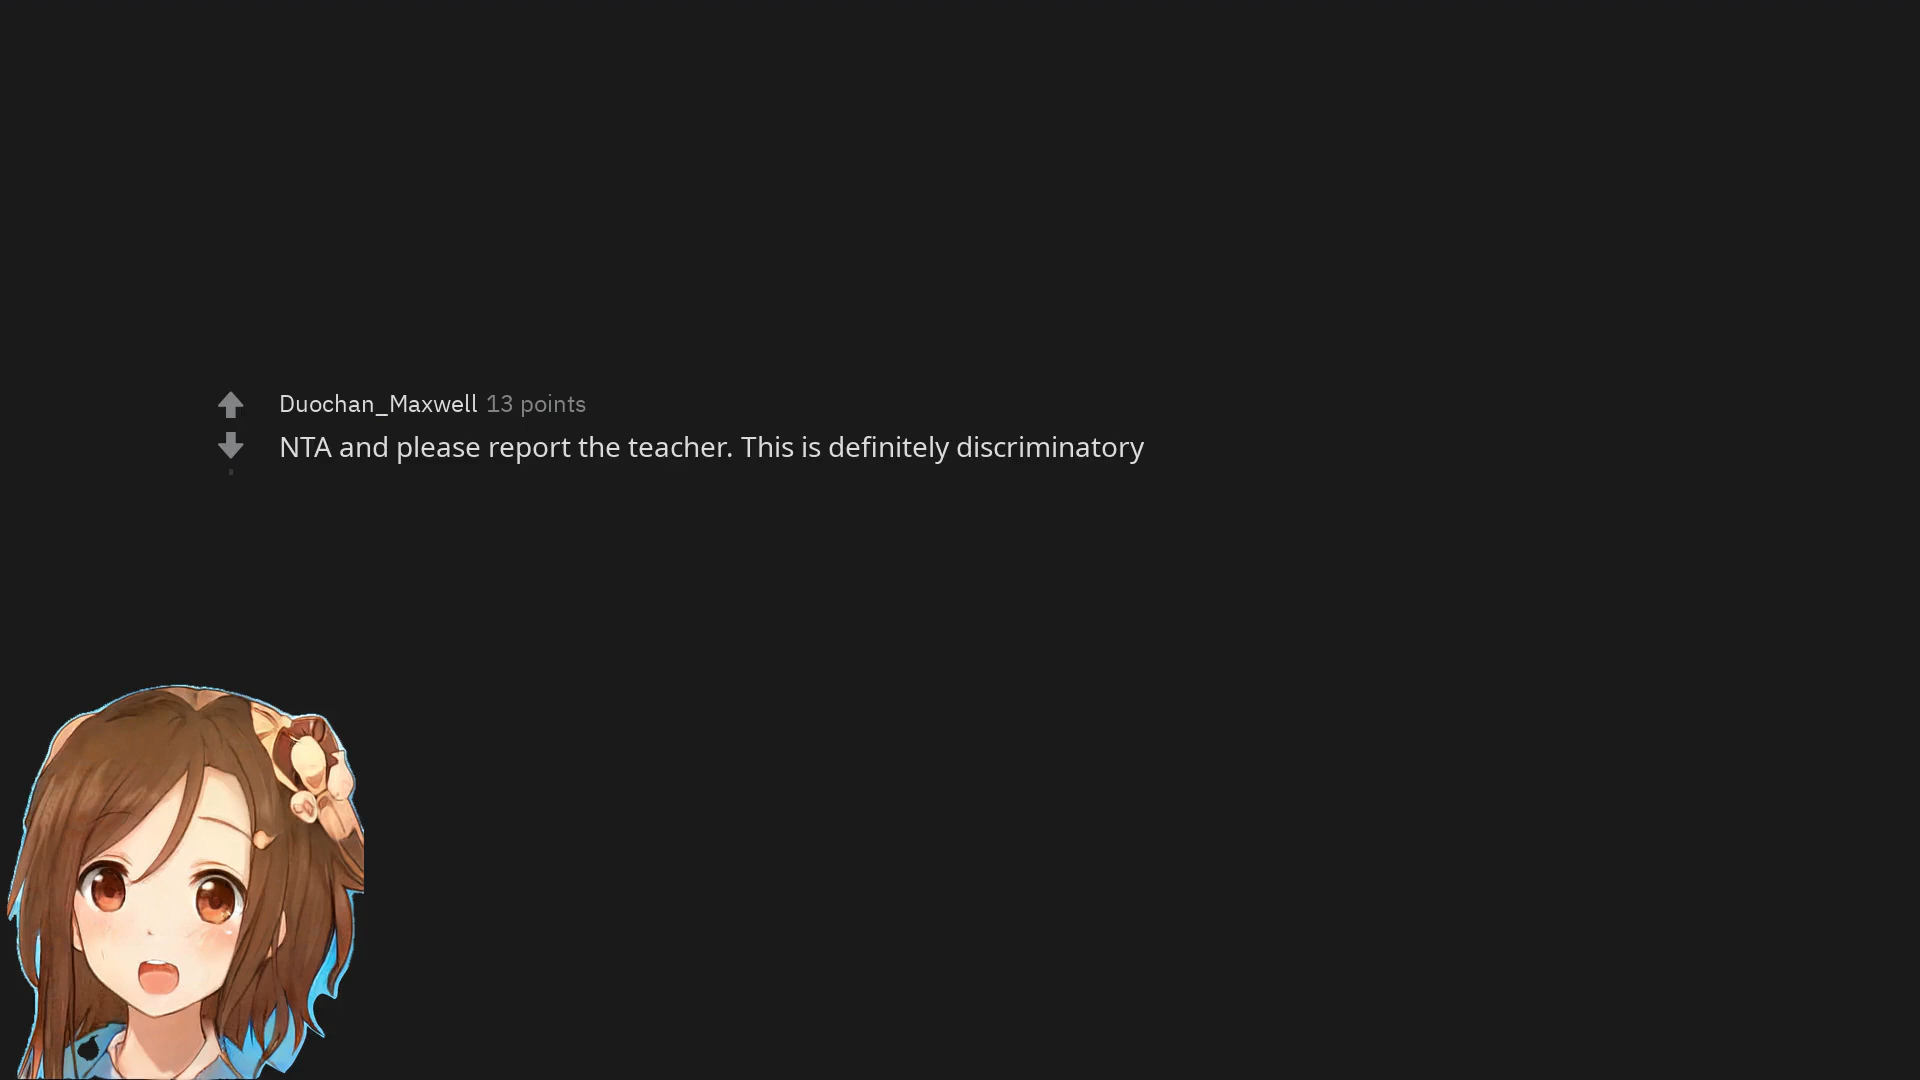 Duochan_Maxwell 13 points
NTA and please report the teacher. This is definitely discriminatory